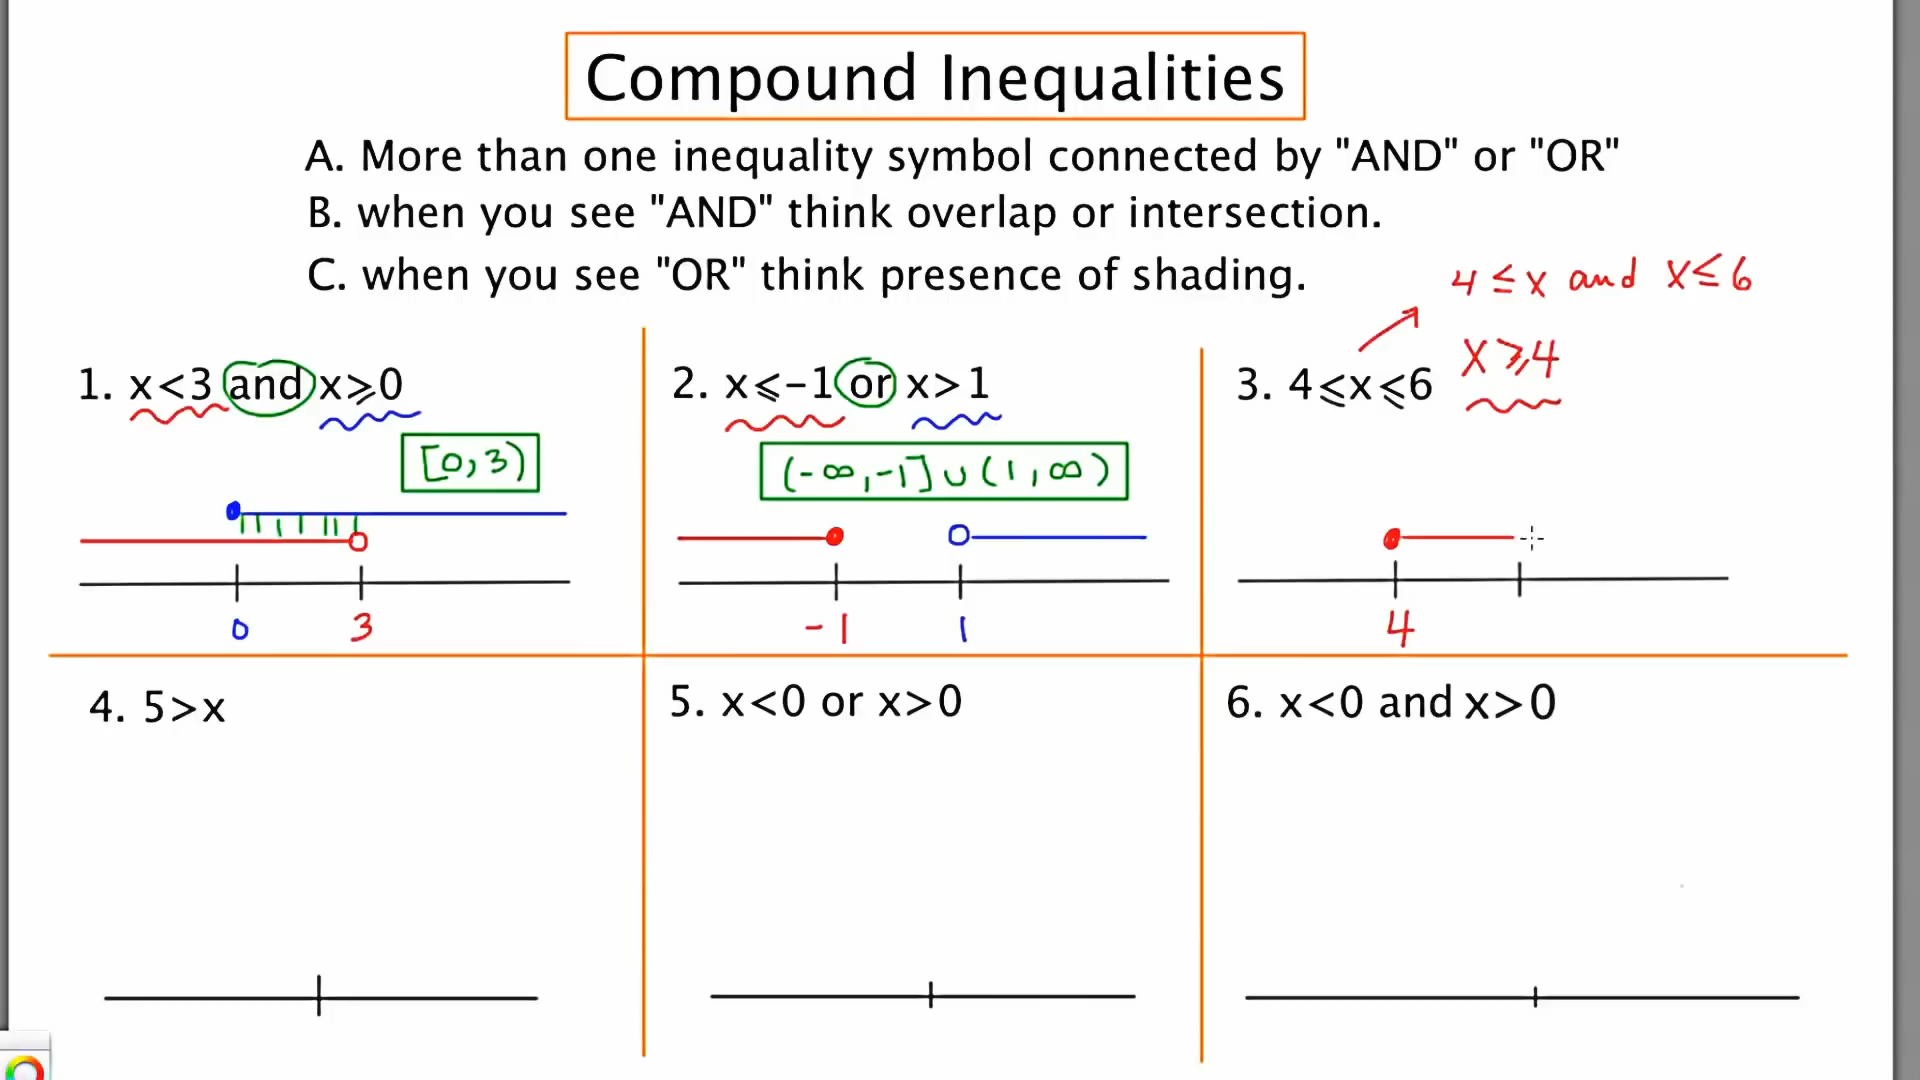 Compound Inequalities
A. More than one inequality symbol connected by "AND" or "OR"
B. when you see "AND" think overlap or intersection.
C. when you see "OR" think presence of shading.
4 ≤ x and x ≤ 6
x ≥ 4
1. x<3 and x⩾0
[0,3)
0 3
2. x⩽-1 or x>1
(-∞,-1]∪(1,∞)
-1 1
3. 4⩽x⩽6
4
4. 5>x
5. x<0 or x>0
6. x<0 and x>0